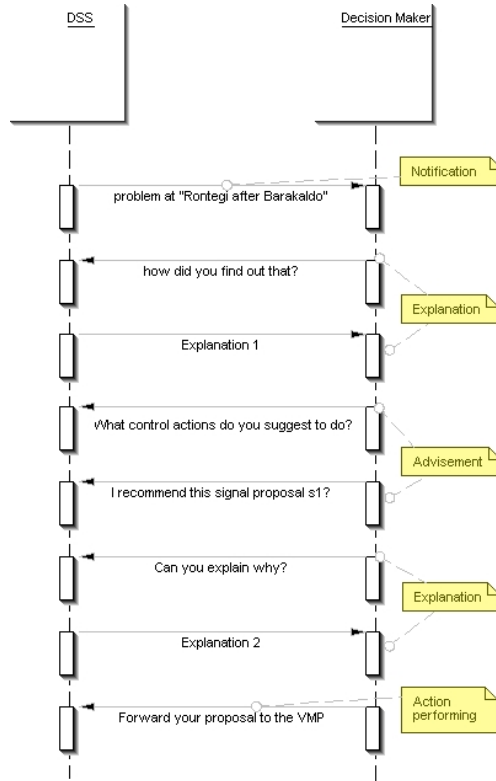 DSS
Decision Maker
Notification
problem at "Rontegi after Barakaldo"
how did you find out that?
Explanation
Explanation 1
What control actions do you suggest to do?
Advisement
I recommend this signal proposal s1?
Can you explain why?
Explanation
Explanation 2
Action
performing
Forward your proposal to the VMP